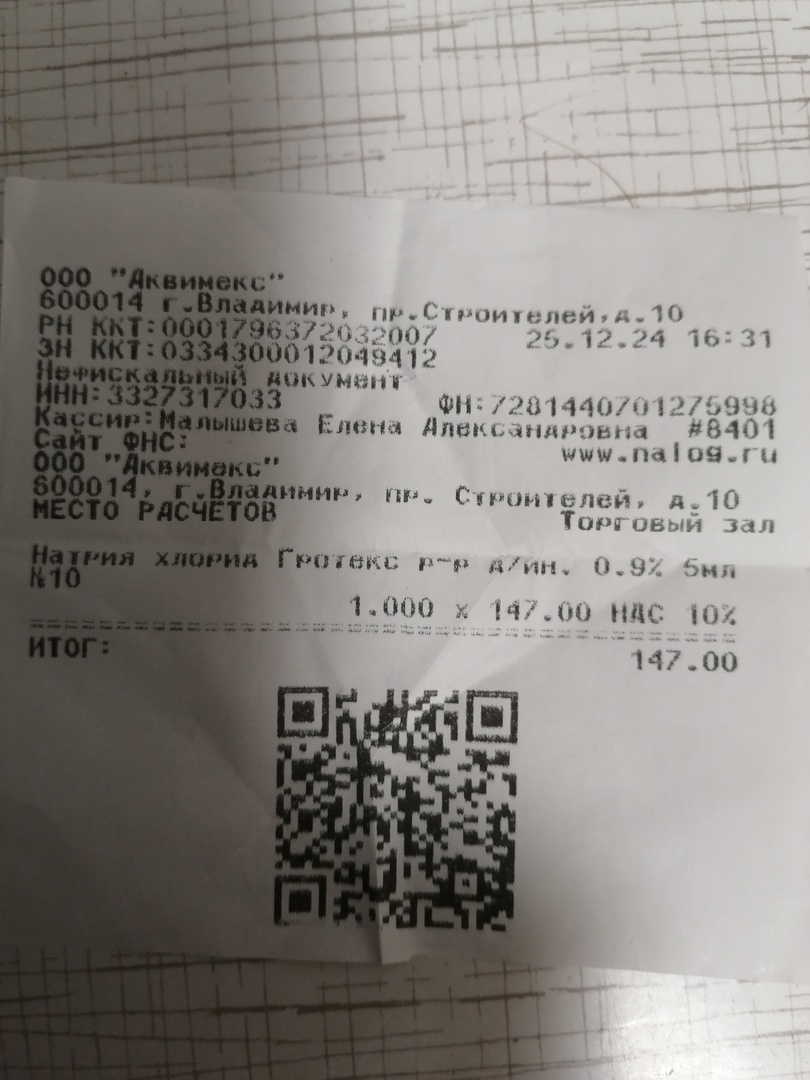 ООО "Аквимекс"
600014 г.Владимир, пр.Строителей,д.10
РН ККТ:0001796372032007 25.12.24 16:31
ЗН ККТ:0334300012049412
Нефискальный документ
ИНН:3327317033 ФН:7281440701275998
Кассир:Малышева Елена Александровна #8401
Сайт ФНС: www.nalog.ru
ООО "Аквимекс"
600014, г.Владимир, пр. Строителей, д.10
МЕСТО РАСЧЕТОВ Торговый зал
Натрия хлорид Гротекс р-р д/ин. 0.9% 5мл
N10
1.000 x 147.00 НДС 10%
ИТОГ: 147.00